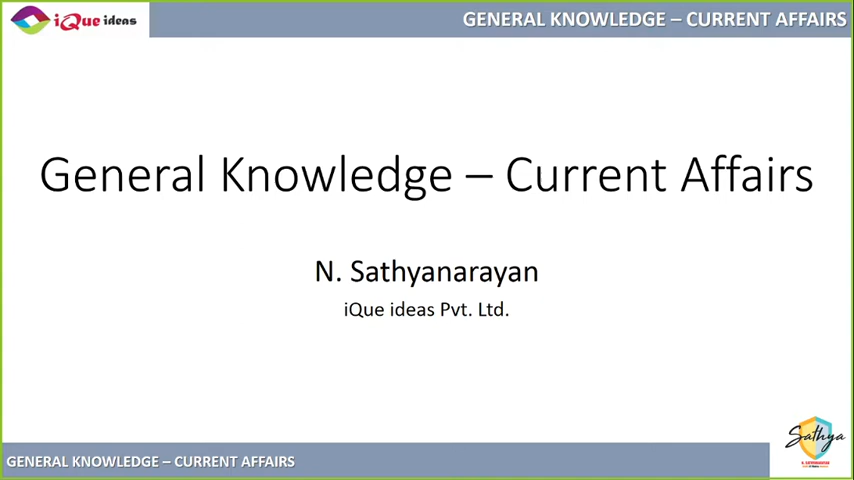 iQue ideas
GENERAL KNOWLEDGE – CURRENT AFFAIRS
General Knowledge – Current Affairs
N. Sathyanarayan
iQue ideas Pvt. Ltd.
Sathya
GENERAL KNOWLEDGE – CURRENT AFFAIRS